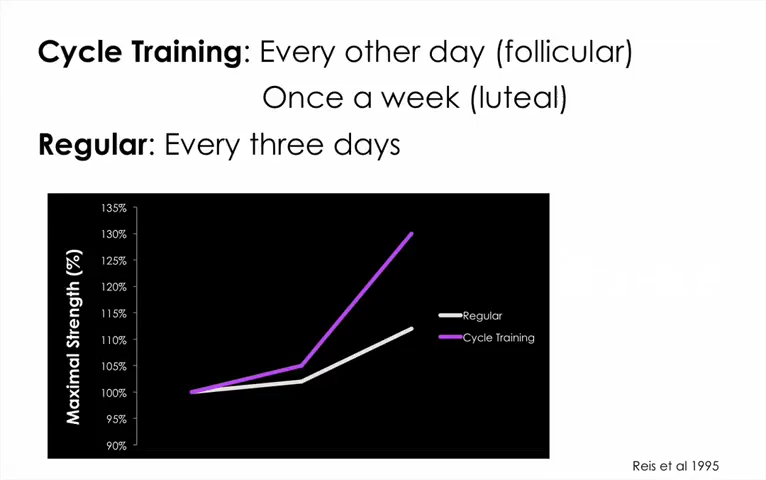 Cycle Training: Every other day (follicular)
Once a week (luteal)
Regular: Every three days
Maximal Strength (%)
135%
130%
125%
120%
115%
110%
105%
100%
95%
90%
Regular
Cycle Training
Reis et al 1995